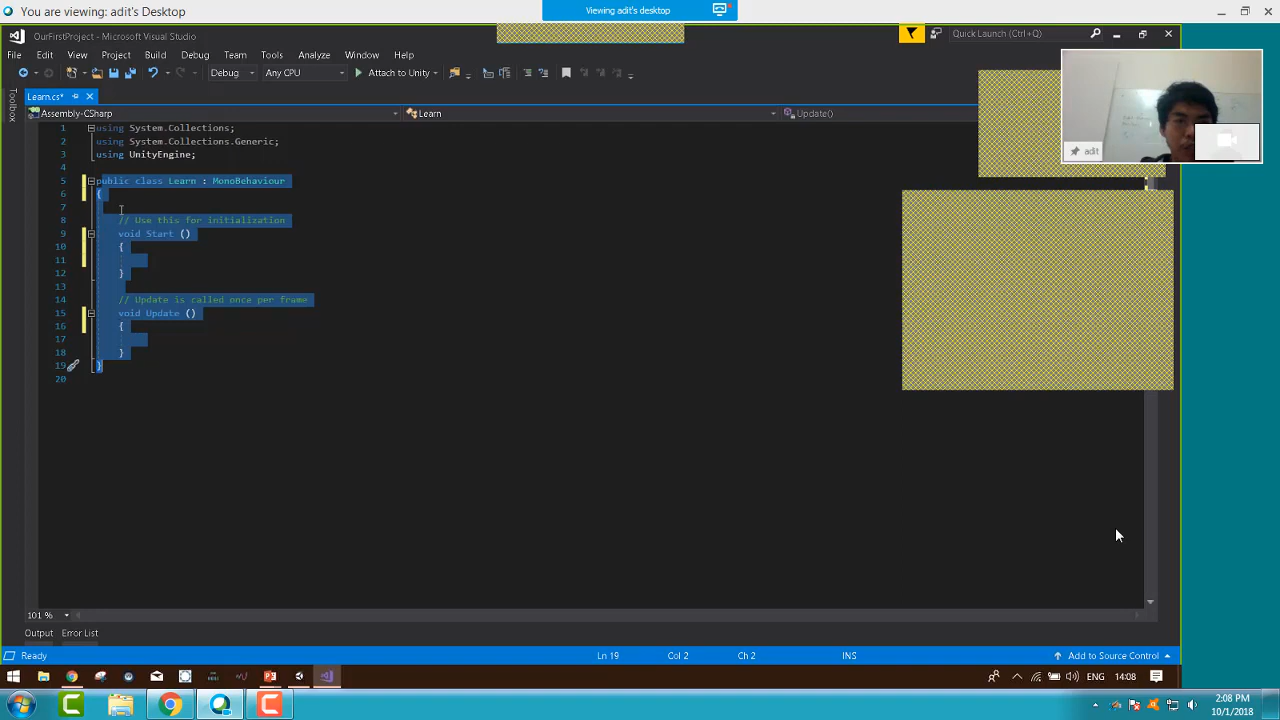 You are viewing: adit's Desktop
Viewing adit's desktop
OurFirstProject - Microsoft Visual Studio
Quick Launch (Ctrl+Q)
File Edit View Project Build Debug Team Tools Analyze Window Help
Debug Any CPU Attach to Unity
Toolbox
Learn.cs*
Assembly-CSharp Learn Update()
adit
1 using System.Collections;
2 using System.Collections.Generic;
3 using UnityEngine;
4
5 public class Learn : MonoBehaviour
6 {
7
8 // Use this for initialization
9 void Start ()
10 {
11
12 }
13
14 // Update is called once per frame
15 void Update ()
16 {
17
18 }
19 }
20
101 %
Output Error List
Ready Ln 19 Col 2 Ch 2 INS Add to Source Control
ENG 14:08
2:08 PM
10/1/2018